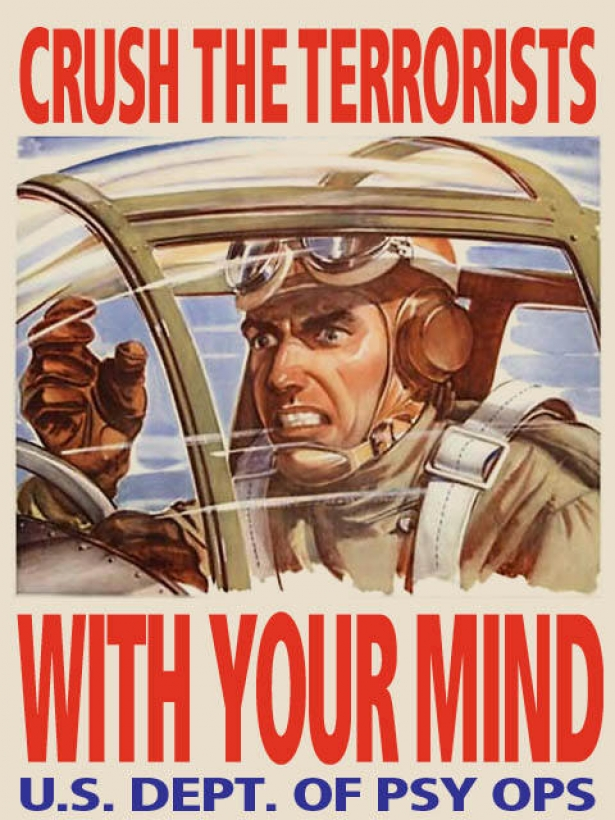 CRUSH THE TERRORISTS
WITH YOUR MIND
U.S. DEPT. OF PSY OPS